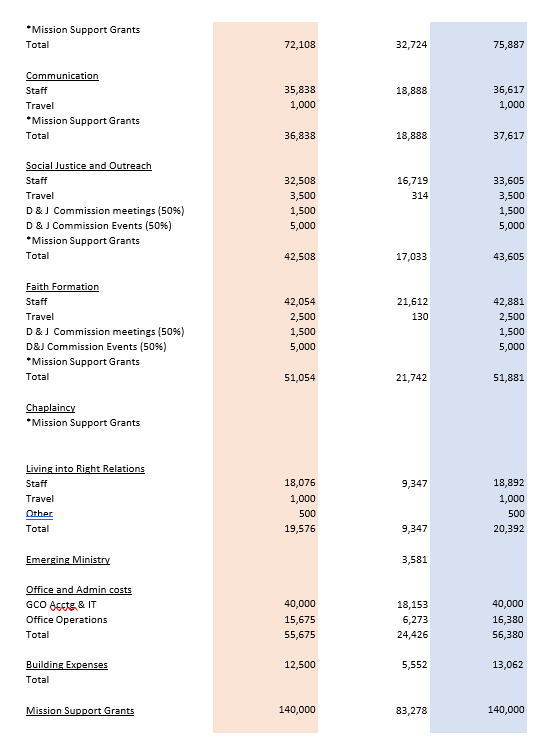 *Mission Support Grants
Total 72,108 32,724 75,887
Communication
Staff 35,838 18,888 36,617
Travel 1,000 1,000
*Mission Support Grants
Total 36,838 18,888 37,617
Social Justice and Outreach
Staff 32,508 16,719 33,605
Travel 3,500 314 3,500
D & J  Commission meetings (50%) 1,500 1,500
D & J Commission Events (50%) 5,000 5,000
*Mission Support Grants
Total 42,508 17,033 43,605
Faith Formation
Staff 42,054 21,612 42,881
Travel 2,500 130 2,500
D & J  Commission meetings (50%) 1,500 1,500
D&J Commission Events (50%) 5,000 5,000
*Mission Support Grants
Total 51,054 21,742 51,881
Chaplaincy
*Mission Support Grants
Living into Right Relations
Staff 18,076 9,347 18,892
Travel 1,000 1,000
Other 500 500
Total 19,576 9,347 20,392
Emerging Ministry 3,581
Office and Admin costs
GCO Acctg & IT 40,000 18,153 40,000
Office Operations 15,675 6,273 16,380
Total 55,675 24,426 56,380
Building Expenses 12,500 5,552 13,062
Total
Mission Support Grants 140,000 83,278 140,000